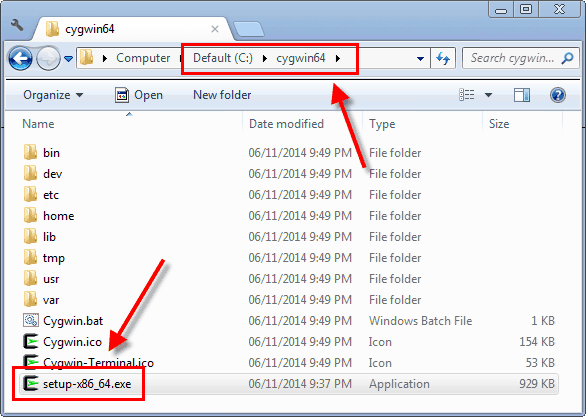 cygwin64
Computer Default (C:) cygwin64 Search cygwin...
Organize Open New folder
Name Date modified Type Size
bin 06/11/2014 9:49 PM File folder
dev 06/11/2014 9:49 PM File folder
etc 06/11/2014 9:49 PM File folder
home 06/11/2014 9:49 PM File folder
lib 06/11/2014 9:49 PM File folder
tmp 06/11/2014 9:49 PM File folder
usr 06/11/2014 9:49 PM File folder
var 06/11/2014 9:49 PM File folder
Cygwin.bat 06/11/2014 9:49 PM Windows Batch File 1 KB
Cygwin.ico 06/11/2014 9:49 PM Icon 154 KB
Cygwin-Terminal.ico 06/11/2014 9:49 PM Icon 53 KB
setup-x86_64.exe 06/11/2014 9:37 PM Application 929 KB